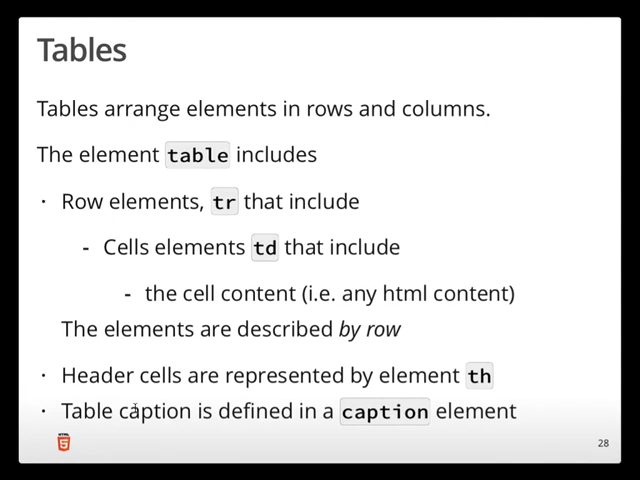 Tables
Tables arrange elements in rows and columns.
The element table includes
· Row elements, tr that include
- Cells elements td that include
- the cell content (i.e. any html content)
The elements are described by row
· Header cells are represented by element th
· Table caption is defined in a caption element
HTML
5
28